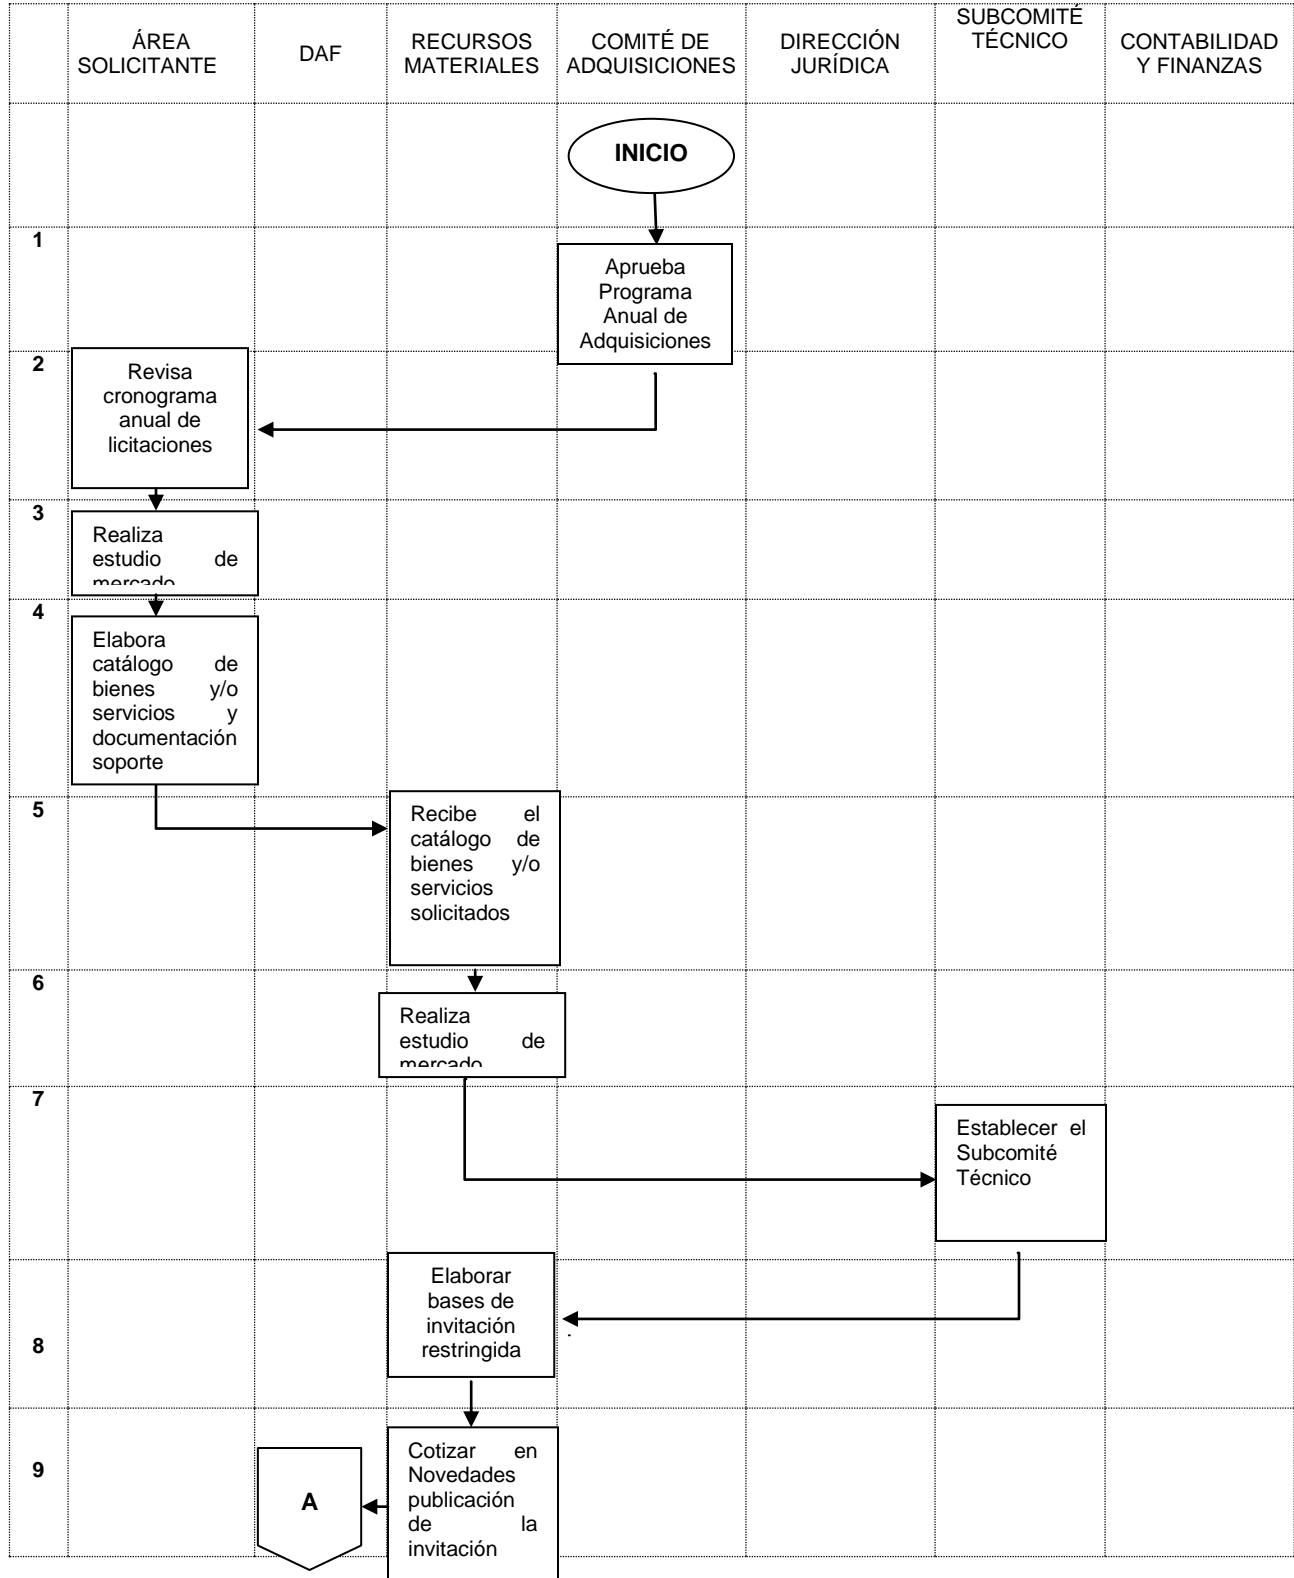 ÁREA
SOLICITANTE
DAF
RECURSOS
MATERIALES
COMITÉ DE
ADQUISICIONES
DIRECCIÓN
JURÍDICA
SUBCOMITÉ
TÉCNICO
CONTABILIDAD
Y FINANZAS
INICIO
1
Aprueba
Programa
Anual de
Adquisiciones
2
Revisa
cronograma
anual de
licitaciones
3
Realiza
estudio de
mercado
4
Elabora
catálogo de
bienes y/o
servicios y
documentación
soporte
5
Recibe el
catálogo de
bienes y/o
servicios
solicitados
6
Realiza
estudio de
mercado
7
Establecer el
Subcomité
Técnico
8
Elaborar
bases de
invitación
restringida
9
A
Cotizar en
Novedades
publicación
de la
invitación